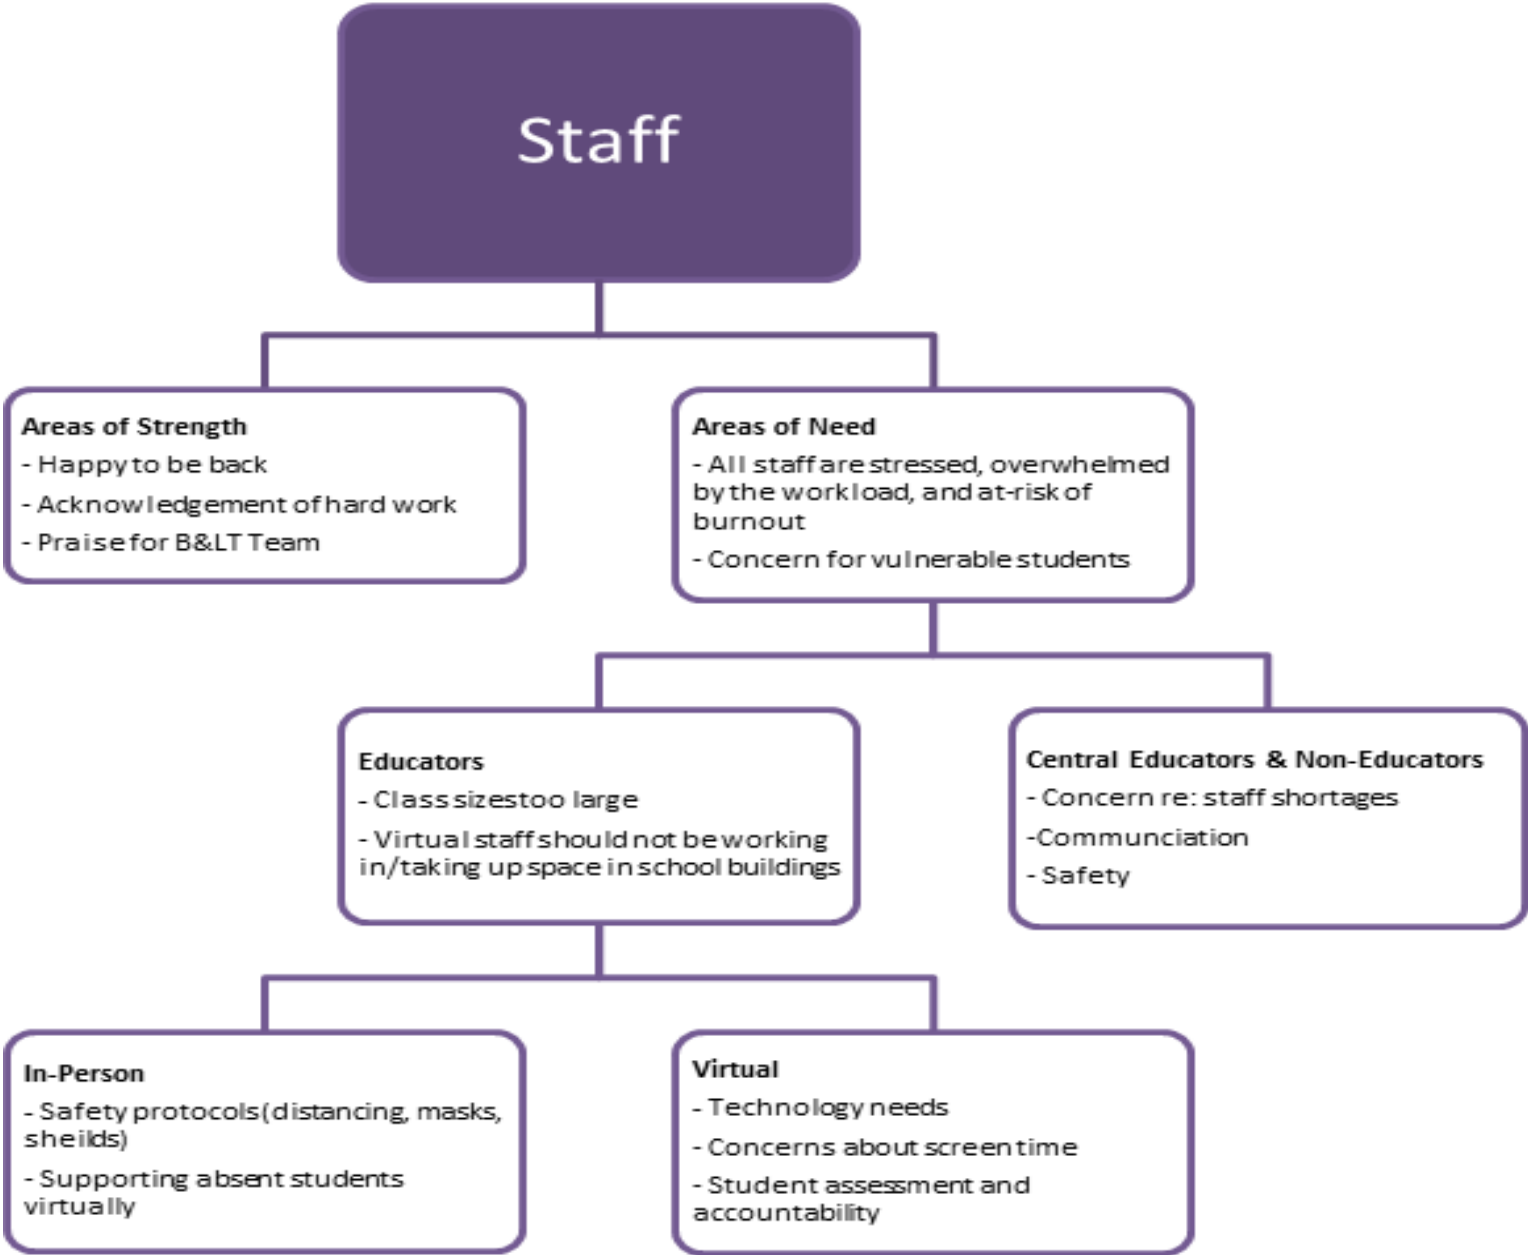 Staff
Areas of Strength
- Happy to be back
- Acknowledgement of hard work
- Praise for B&LT Team
Areas of Need
- All staff are stressed, overwhelmed
by the workload, and at-risk of
burnout
- Concern for vulnerable students
Educators
- Class sizes too large
- Virtual staff should not be working
in/taking up space in school buildings
Central Educators & Non-Educators
- Concern re: staff shortages
-Communciation
- Safety
In-Person
- Safety protocols (distancing, masks,
sheilds)
- Supporting absent students
virtually
Virtual
- Technology needs
- Concerns about screen time
- Student assessment and
accountability